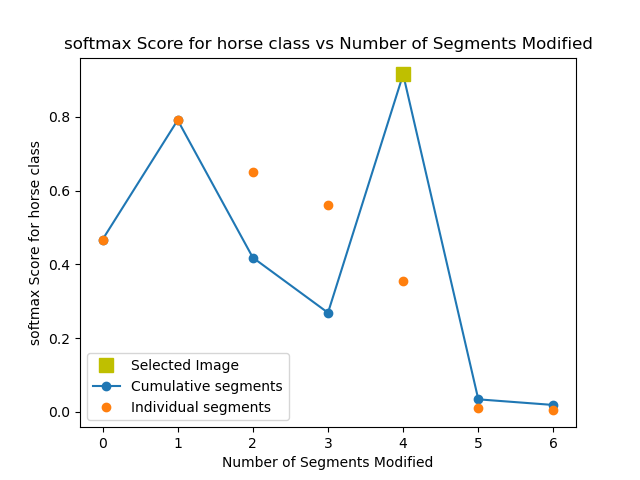 softmax Score for horse class vs Number of Segments Modified
softmax Score for horse class
0.8
0.6
0.4
0.2
0.0
Selected Image
Cumulative segments
Individual segments
0 1 2 3 4 5 6
Number of Segments Modified